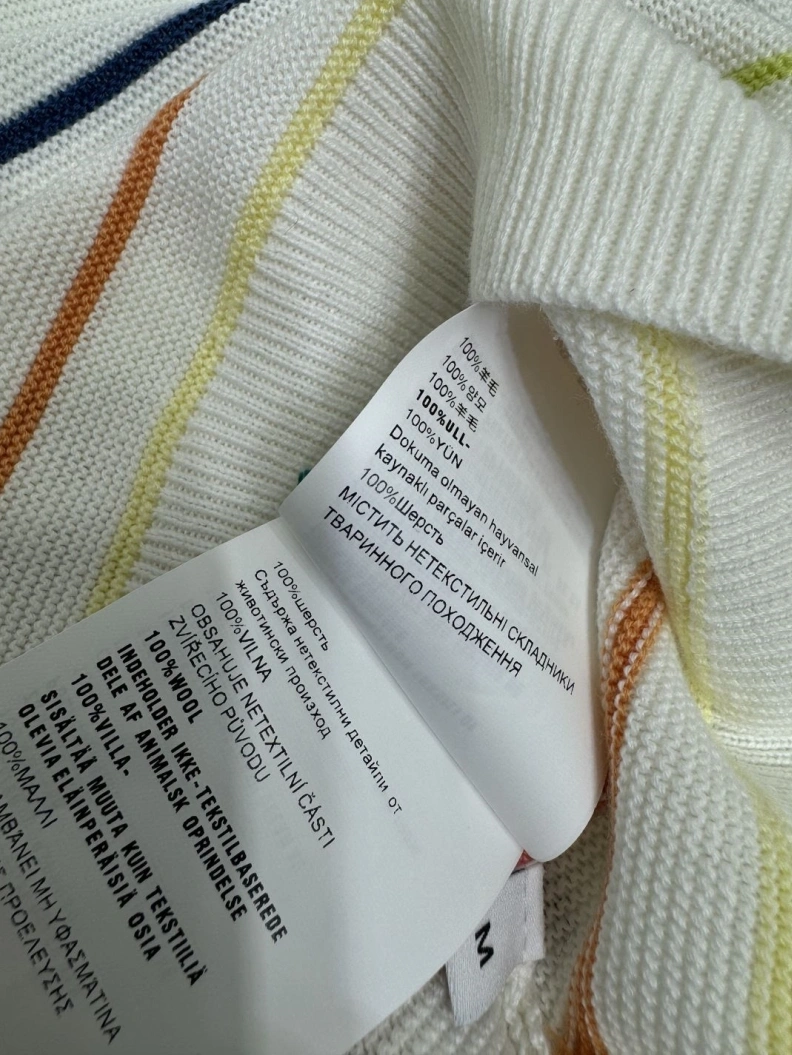 100%羊毛
100%양모
100%羊毛
100%ULL-
100%YÜN
Dokuma olmayan hayvansal
kaynaklı parçalar içerir
100%Шерсть
МІСТИТЬ НЕТЕКСТИЛЬНІ СКЛАДНИКИ
ТВАРИННОГО ПОХОДЖЕННЯ
100%шерсть
Съдържа нетекстилни детайли от
животински произход
100%VILNA
OBSAHUJE NETEXTILNÍ ČÁSTI
ZVÍŘECÍHO PŮVODU
100%WOOL
INDEHOLDER IKKE-TEKSTILBASEREDE
DELE AF ANIMALSK OPRINDELSE
100%VILLA-
SISÄLTÄÄ MUUTA KUIN TEKSTIILIÄ
OLEVIA ELÄINPERÄISIÄ OSIA
100%ΜΑΛΛΙ
ΜΗ ΥΦΑΣΜΑΤΙΝΑ
ΠΡΟΕΛΕΥΣΗΣ
M